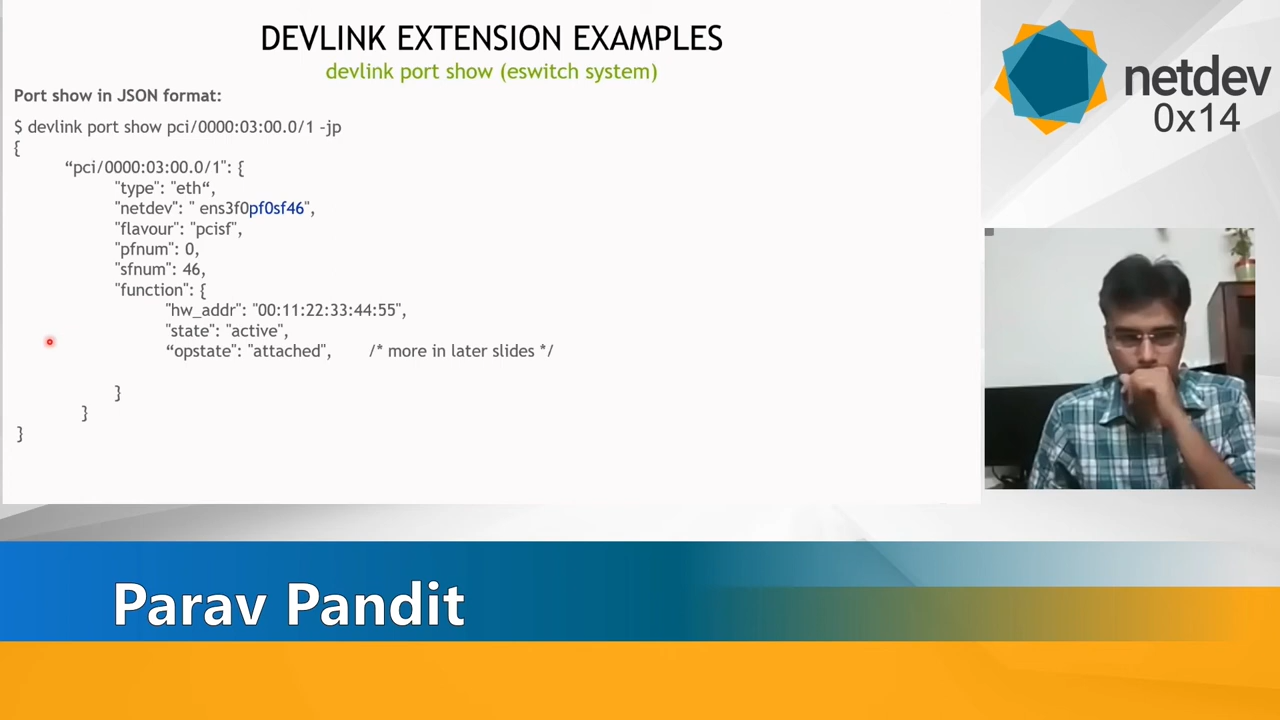 DEVLINK EXTENSION EXAMPLES
devlink port show (eswitch system)
Port show in JSON format:
$ devlink port show pci/0000:03:00.0/1 -jp
{
“pci/0000:03:00.0/1": {
"type": "eth“,
"netdev": " ens3f0pf0sf46",
"flavour": "pcisf",
"pfnum": 0,
"sfnum": 46,
"function": {
"hw_addr": "00:11:22:33:44:55",
"state": "active",
“opstate": "attached", /* more in later slides */
}
}
}
netdev
0x14
Parav Pandit